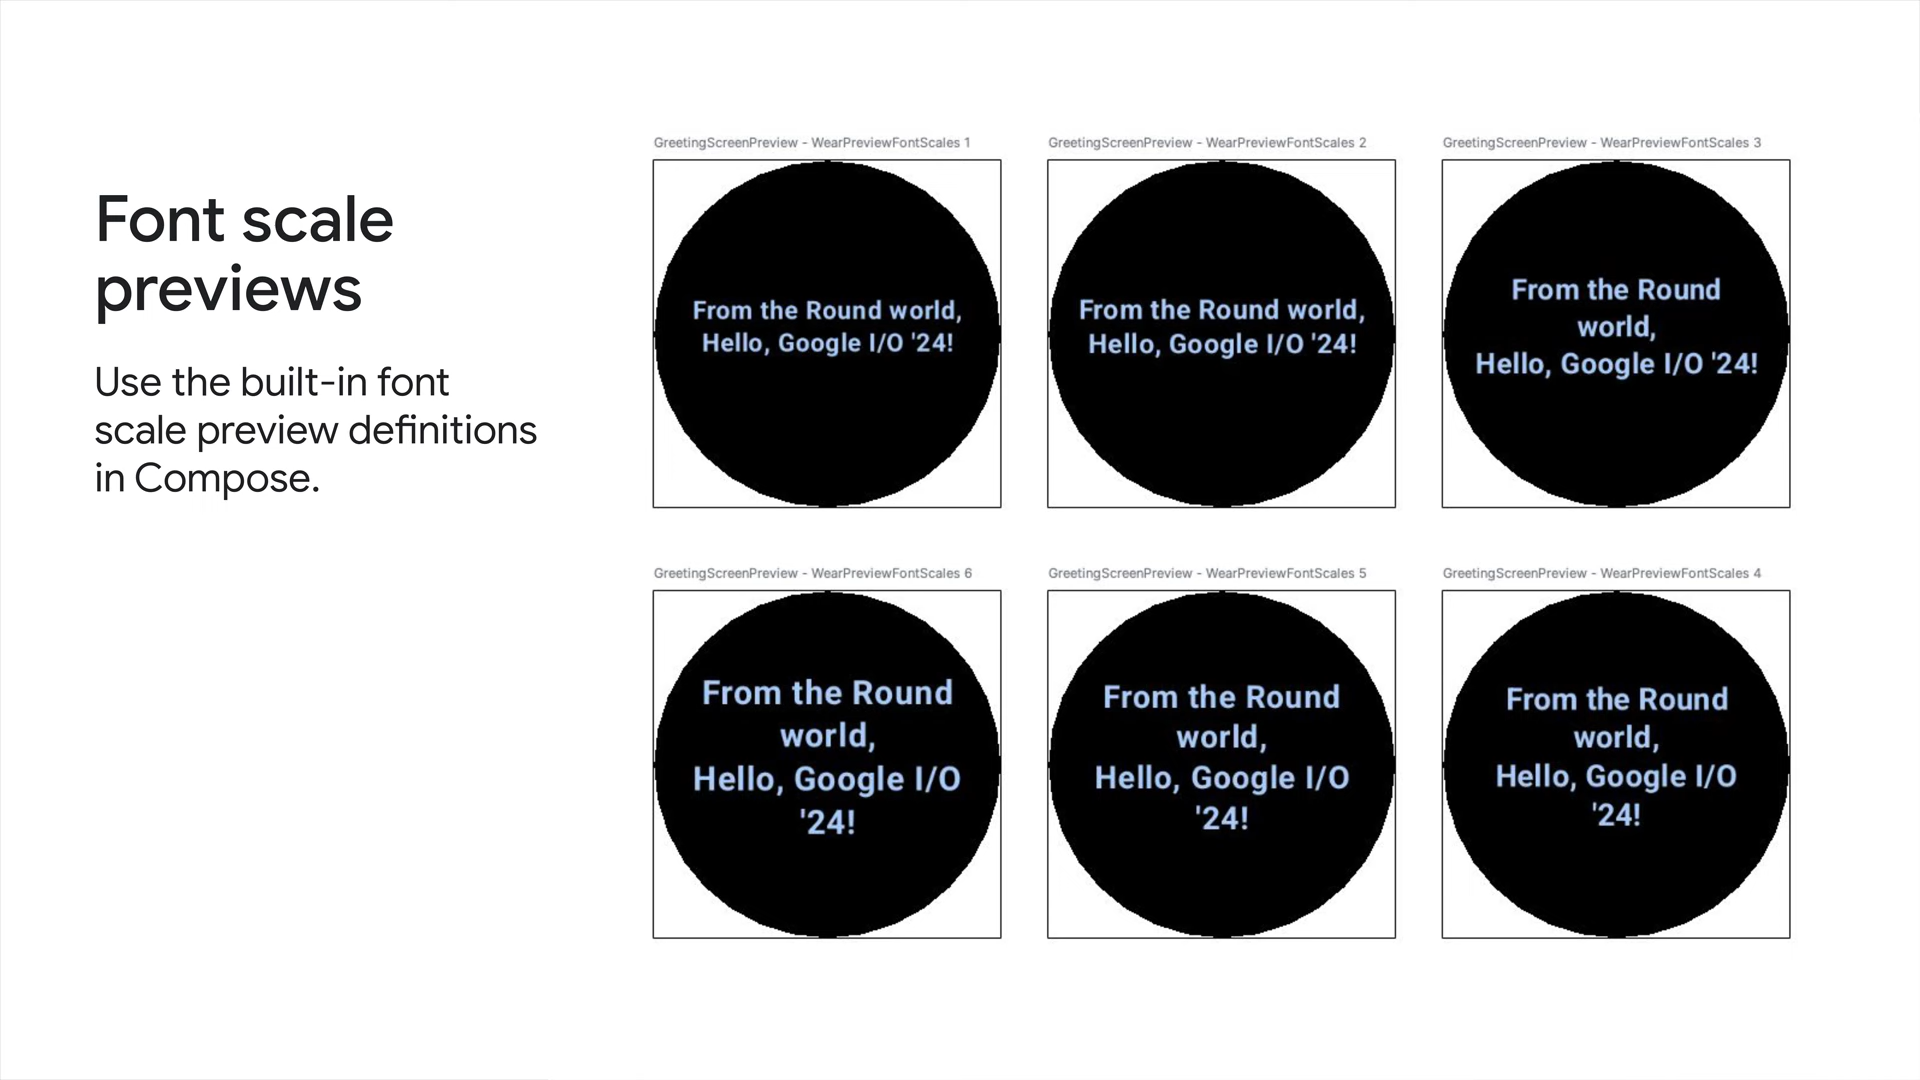 Font scale
previews
Use the built-in font
scale preview definitions
in Compose.
GreetingScreenPreview - WearPreviewFontScales 1
From the Round world,
Hello, Google I/O '24!
GreetingScreenPreview - WearPreviewFontScales 2
From the Round world,
Hello, Google I/O '24!
GreetingScreenPreview - WearPreviewFontScales 3
From the Round
world,
Hello, Google I/O '24!
GreetingScreenPreview - WearPreviewFontScales 6
From the Round
world,
Hello, Google I/O
'24!
GreetingScreenPreview - WearPreviewFontScales 5
From the Round
world,
Hello, Google I/O
'24!
GreetingScreenPreview - WearPreviewFontScales 4
From the Round
world,
Hello, Google I/O
'24!